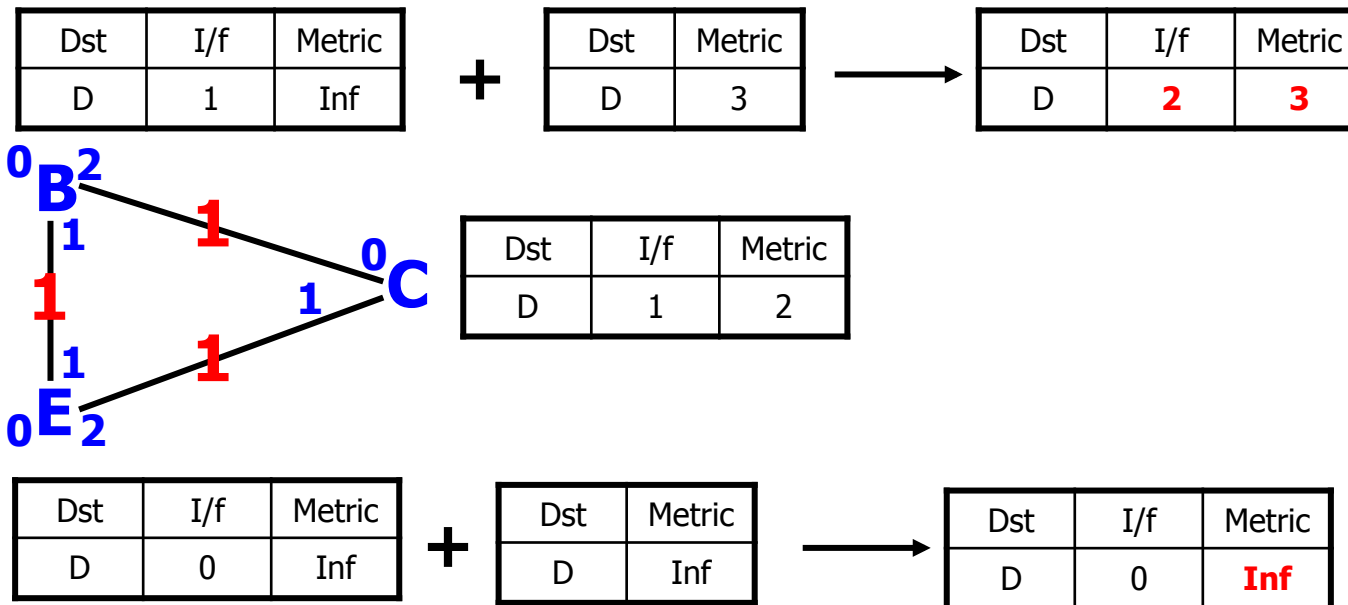 Dst I/f Metric
D 1 Inf
+
Dst Metric
D 3
Dst I/f Metric
D 2 3
0 B 2
1
1
0 C
1
1
1
1
0 E 2
Dst I/f Metric
D 1 2
Dst I/f Metric
D 0 Inf
+
Dst Metric
D Inf
Dst I/f Metric
D 0 Inf